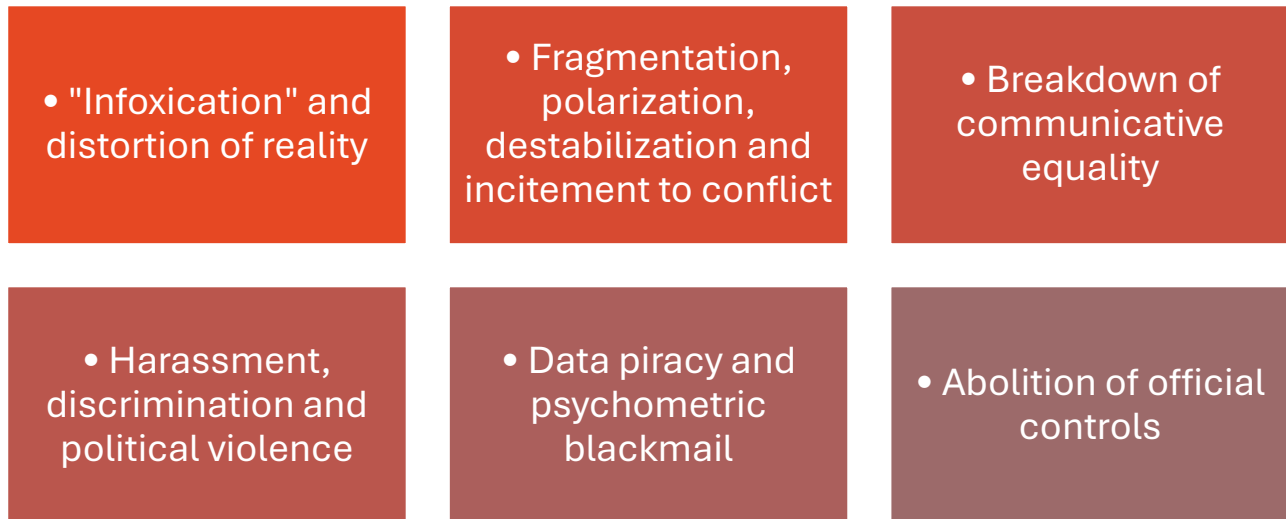 • "Infoxication" and
distortion of reality
• Fragmentation,
polarization,
destabilization and
incitement to conflict
• Breakdown of
communicative
equality
• Harassment,
discrimination and
political violence
• Data piracy and
psychometric
blackmail
• Abolition of official
controls